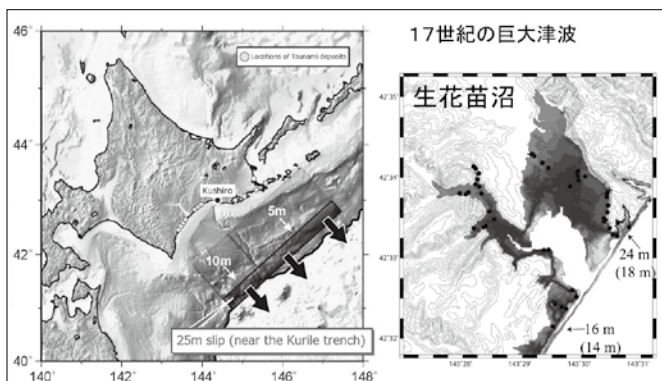 17世紀の巨大津波
46°
44°
42°
40°
140°
142°
144°
146°
148°
Locations of Tsunami deposits
Kushiro
5m
10m
25m slip (near the Kurile trench)
生花苗沼
42°35'
42°34'
42°33'
42°32'
143°28'
143°29'
143°30'
143°31'
24 m
(18 m)
16 m
(14 m)